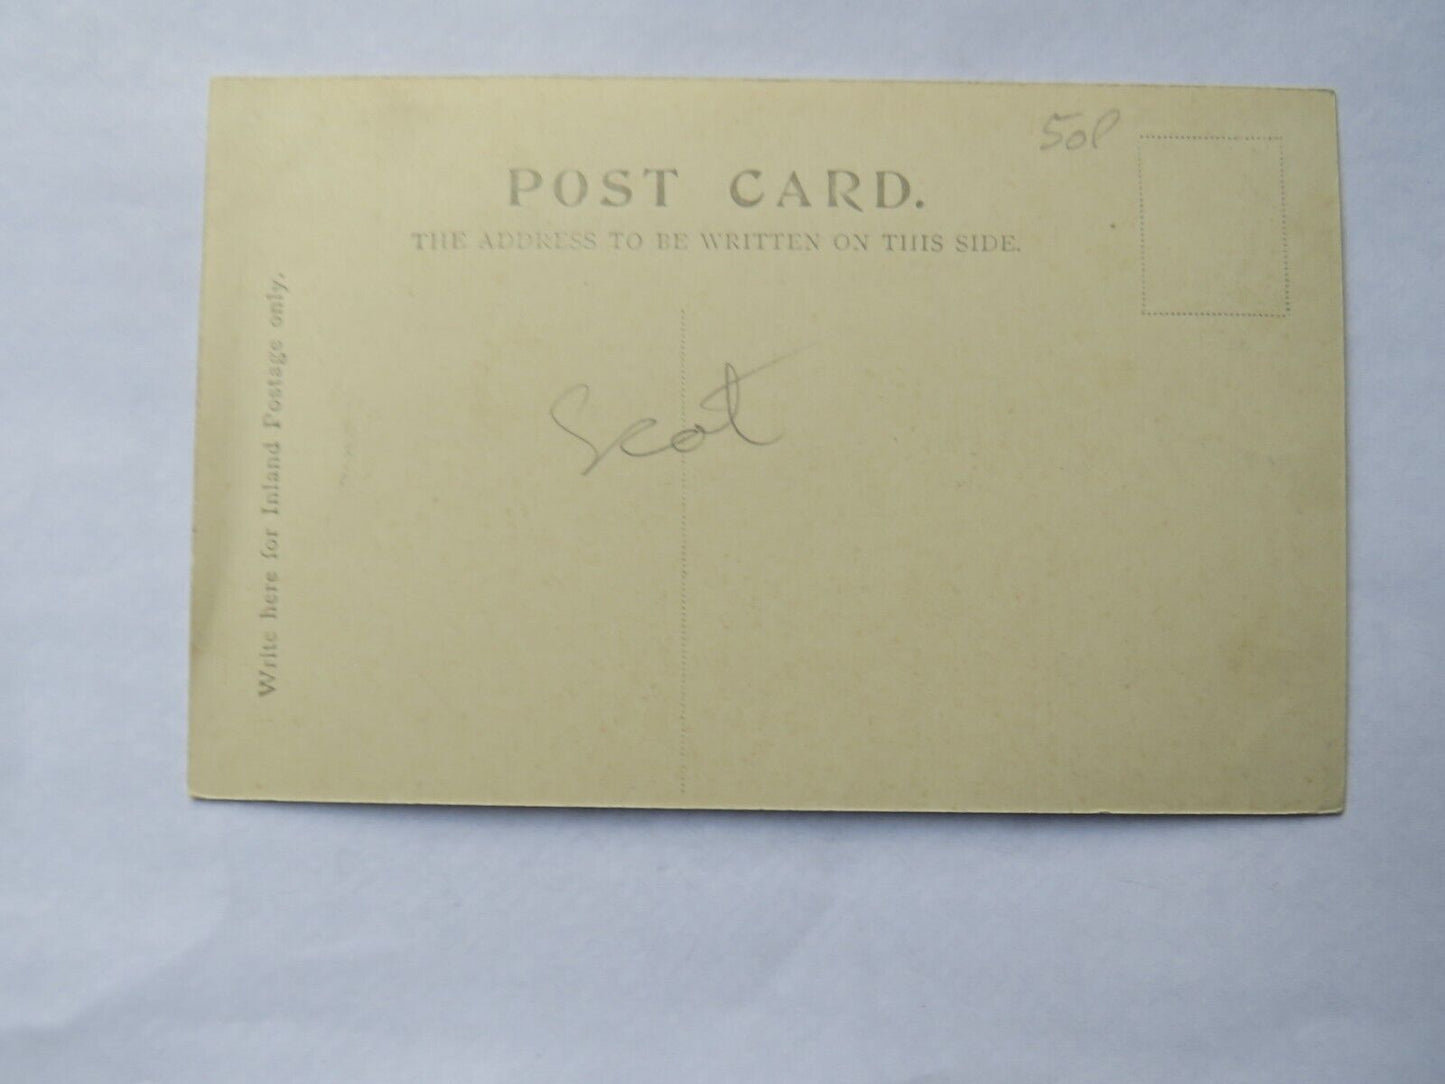 50P
POST CARD.
THE ADDRESS TO BE WRITTEN ON THIS SIDE.
Write here for Inland Postage only.
Scot